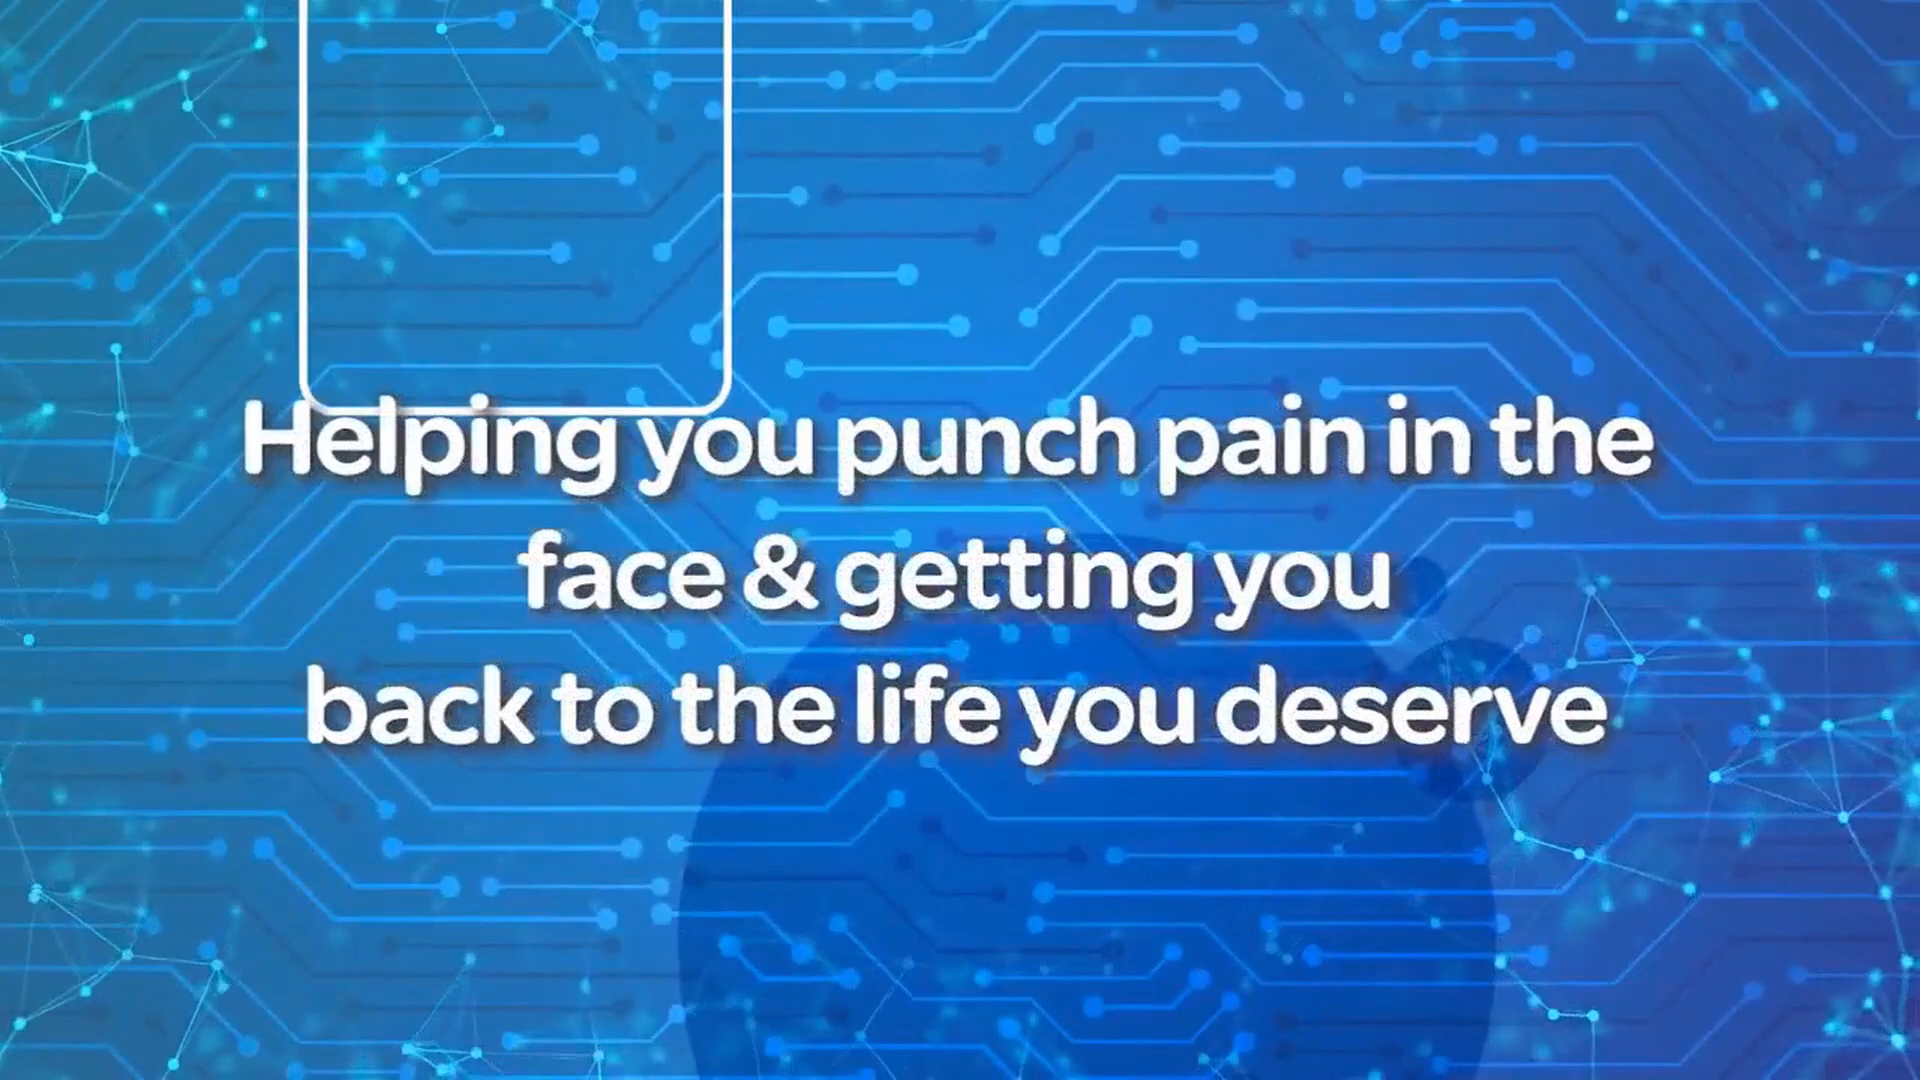 Helping you punch pain in the
face & getting you
back to the life you deserve